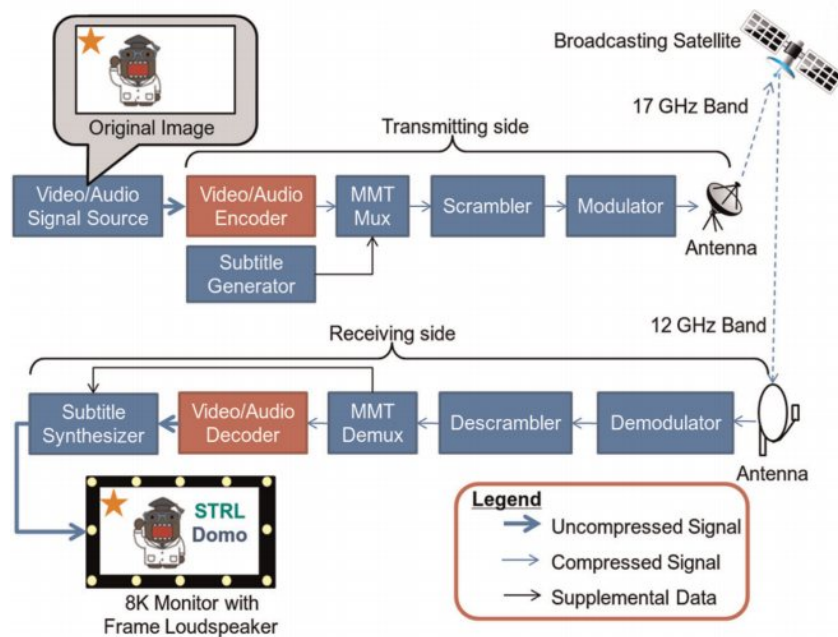 Original Image
Broadcasting Satellite
17 GHz Band
Transmitting side
Video/Audio
Signal Source
Video/Audio
Encoder
MMT
Mux
Scrambler
Modulator
Antenna
Subtitle
Generator
12 GHz Band
Receiving side
Subtitle
Synthesizer
Video/Audio
Decoder
MMT
Demux
Descrambler
Demodulator
Antenna
STRL
Domo
8K Monitor with
Frame Loudspeaker
Legend
Uncompressed Signal
Compressed Signal
Supplemental Data